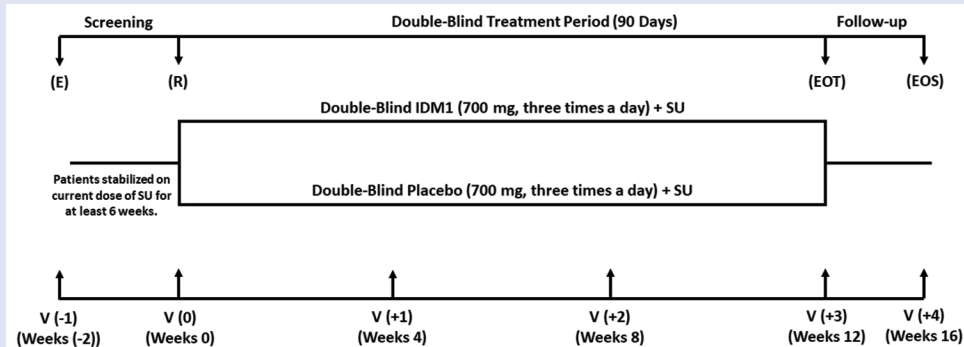 Screening
Double-Blind Treatment Period (90 Days)
Follow-up
(E)
(R)
(EOT)
(EOS)
Double-Blind IDM1 (700 mg, three times a day) + SU
Patients stabilized on
current dose of SU for
at least 6 weeks.
Double-Blind Placebo (700 mg, three times a day) + SU
V (-1)
(Weeks (-2))
V (0)
(Weeks 0)
V (+1)
(Weeks 4)
V (+2)
(Weeks 8)
V (+3)
(Weeks 12)
V (+4)
(Weeks 16)